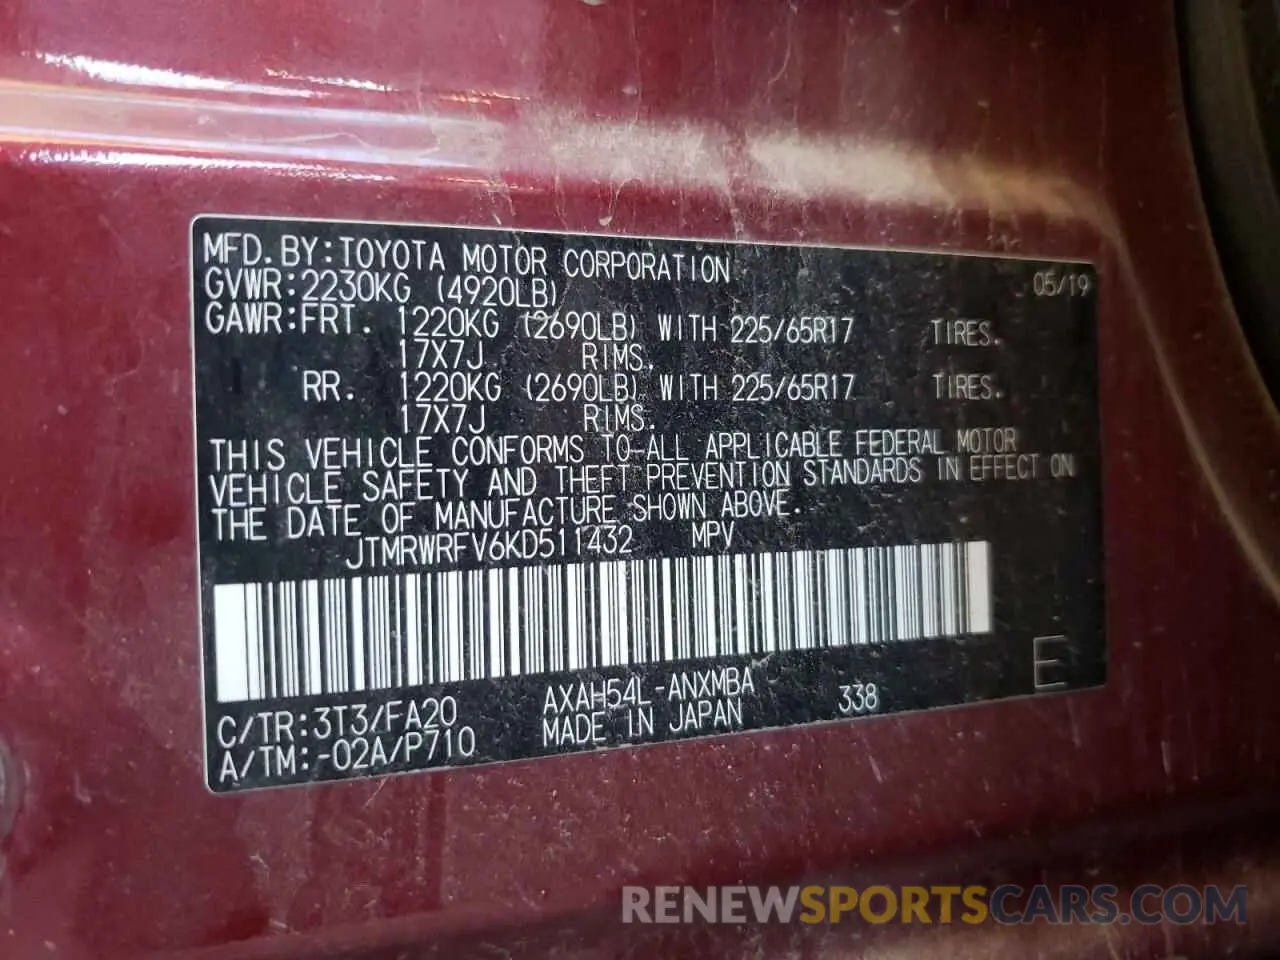 MFD.BY:TOYOTA MOTOR CORPORATION 05/19
GVWR:2230KG (4920LB)
GAWR:FRT. 1220KG (2690LB) WITH 225/65R17 TIRES.
17X7J RIMS.
RR. 1220KG (2690LB) WITH 225/65R17 TIRES.
17X7J RIMS.
THIS VEHICLE CONFORMS TO ALL APPLICABLE FEDERAL MOTOR
VEHICLE SAFETY AND THEFT PREVENTION STANDARDS IN EFFECT ON
THE DATE OF MANUFACTURE SHOWN ABOVE.
JTMRWRFV6KD511432 MPV
C/TR:3T3/FA20 AXAH54L-ANXMBA 338 E
A/TM:-02A/P710 MADE IN JAPAN
RENEWSPORTSCARS.COM